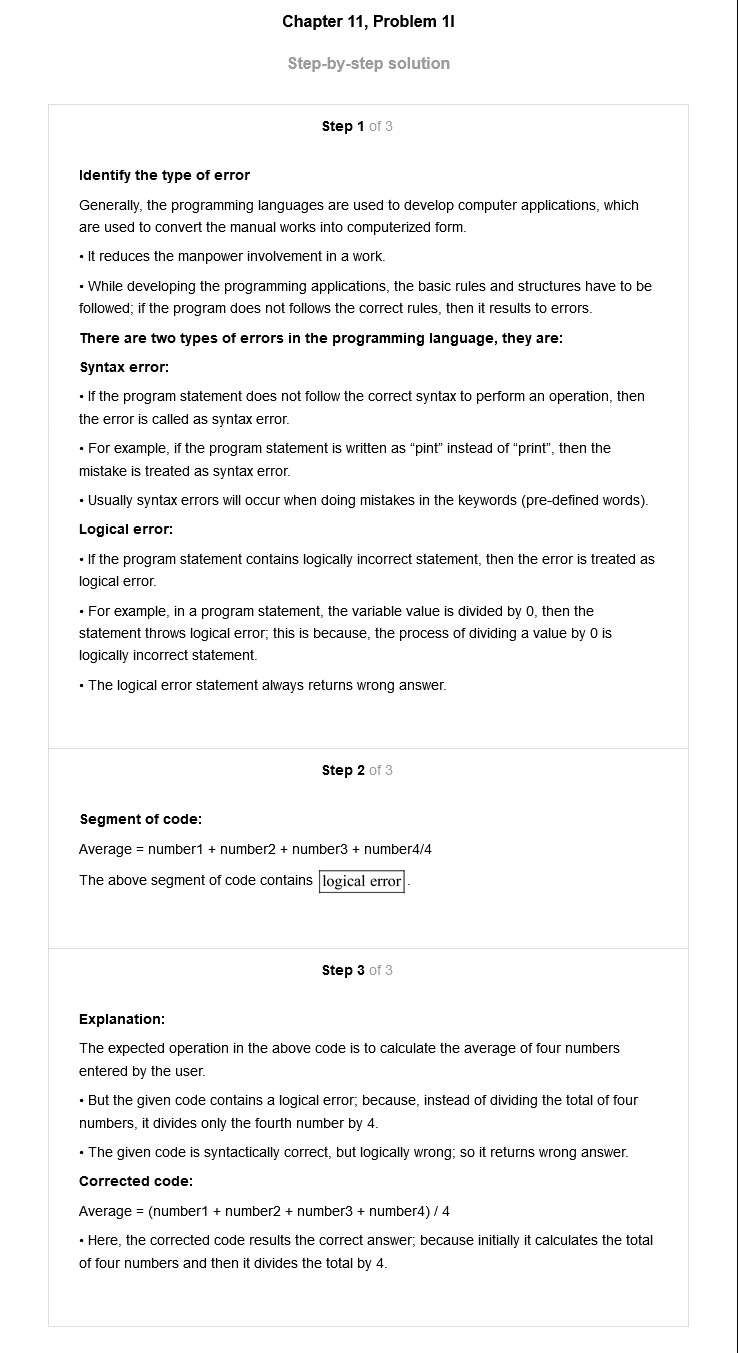 Chapter 11, Problem 1I
Step-by-step solution
Step 1 of 3
Identify the type of error
Generally, the programming languages are used to develop computer applications, which
are used to convert the manual works into computerized form.
• It reduces the manpower involvement in a work.
• While developing the programming applications, the basic rules and structures have to be
followed; if the program does not follows the correct rules, then it results to errors.
There are two types of errors in the programming language, they are:
Syntax error:
• If the program statement does not follow the correct syntax to perform an operation, then
the error is called as syntax error.
• For example, if the program statement is written as “pint” instead of “print”, then the
mistake is treated as syntax error.
• Usually syntax errors will occur when doing mistakes in the keywords (pre-defined words).
Logical error:
• If the program statement contains logically incorrect statement, then the error is treated as
logical error.
• For example, in a program statement, the variable value is divided by 0, then the
statement throws logical error; this is because, the process of dividing a value by 0 is
logically incorrect statement.
• The logical error statement always returns wrong answer.
Step 2 of 3
Segment of code:
Average = number1 + number2 + number3 + number4/4
The above segment of code contains logical error.
Step 3 of 3
Explanation:
The expected operation in the above code is to calculate the average of four numbers
entered by the user.
• But the given code contains a logical error; because, instead of dividing the total of four
numbers, it divides only the fourth number by 4.
• The given code is syntactically correct, but logically wrong; so it returns wrong answer.
Corrected code:
Average = (number1 + number2 + number3 + number4) / 4
• Here, the corrected code results the correct answer; because initially it calculates the total
of four numbers and then it divides the total by 4.